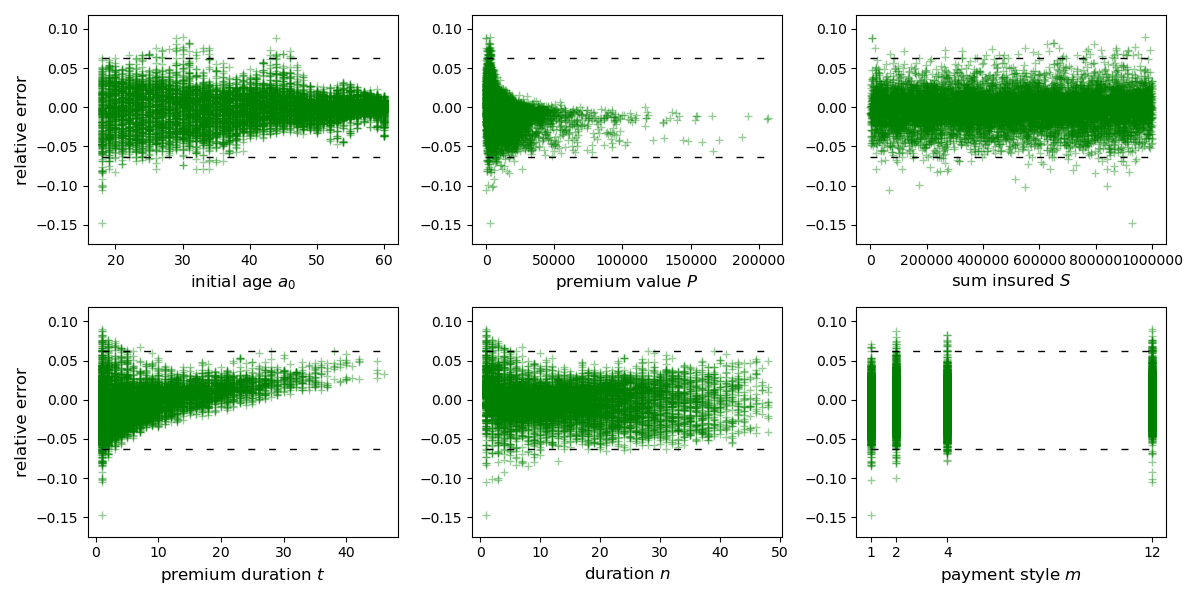 relative error
0.10
0.05
0.00
−0.05
−0.10
−0.15
20 30 40 50 60
initial age a₀
0.10
0.05
0.00
−0.05
−0.10
−0.15
0 50000 100000 150000 200000
premium value P
0.10
0.05
0.00
−0.05
−0.10
−0.15
0 200000 400000 600000 800000 1000000
sum insured S
relative error
0.10
0.05
0.00
−0.05
−0.10
−0.15
0 10 20 30 40
premium duration t
0.10
0.05
0.00
−0.05
−0.10
−0.15
0 10 20 30 40 50
duration n
0.10
0.05
0.00
−0.05
−0.10
−0.15
1 2 4 12
payment style m